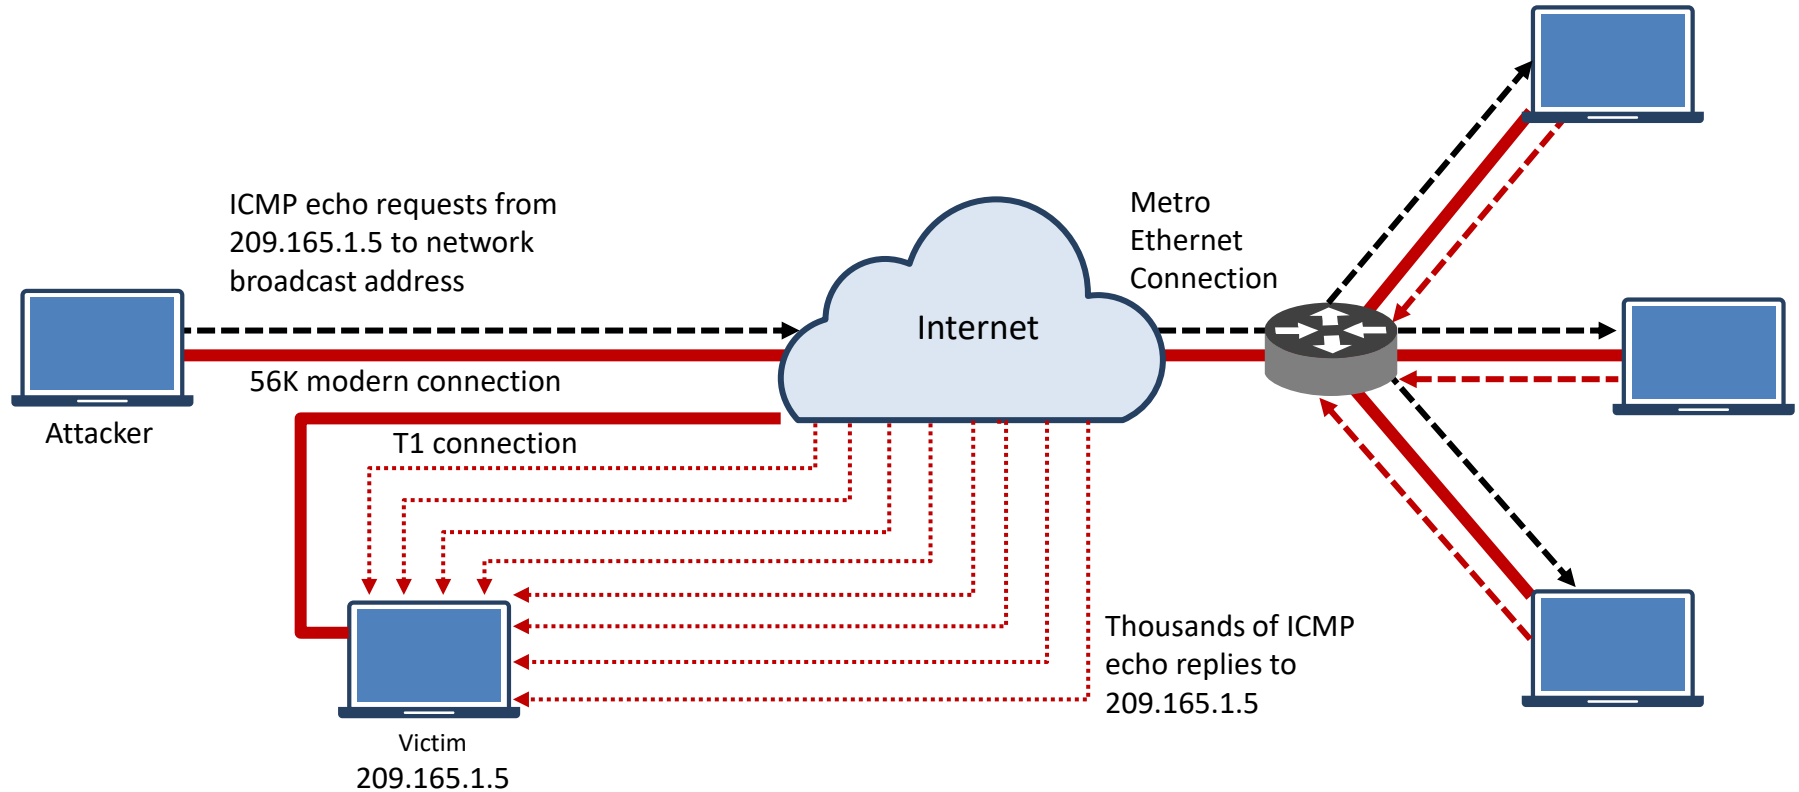 ICMP echo requests from
209.165.1.5 to network
broadcast address
Metro
Ethernet
Connection
Internet
56K modern connection
Attacker
T1 connection
Thousands of ICMP
echo replies to
209.165.1.5
Victim
209.165.1.5